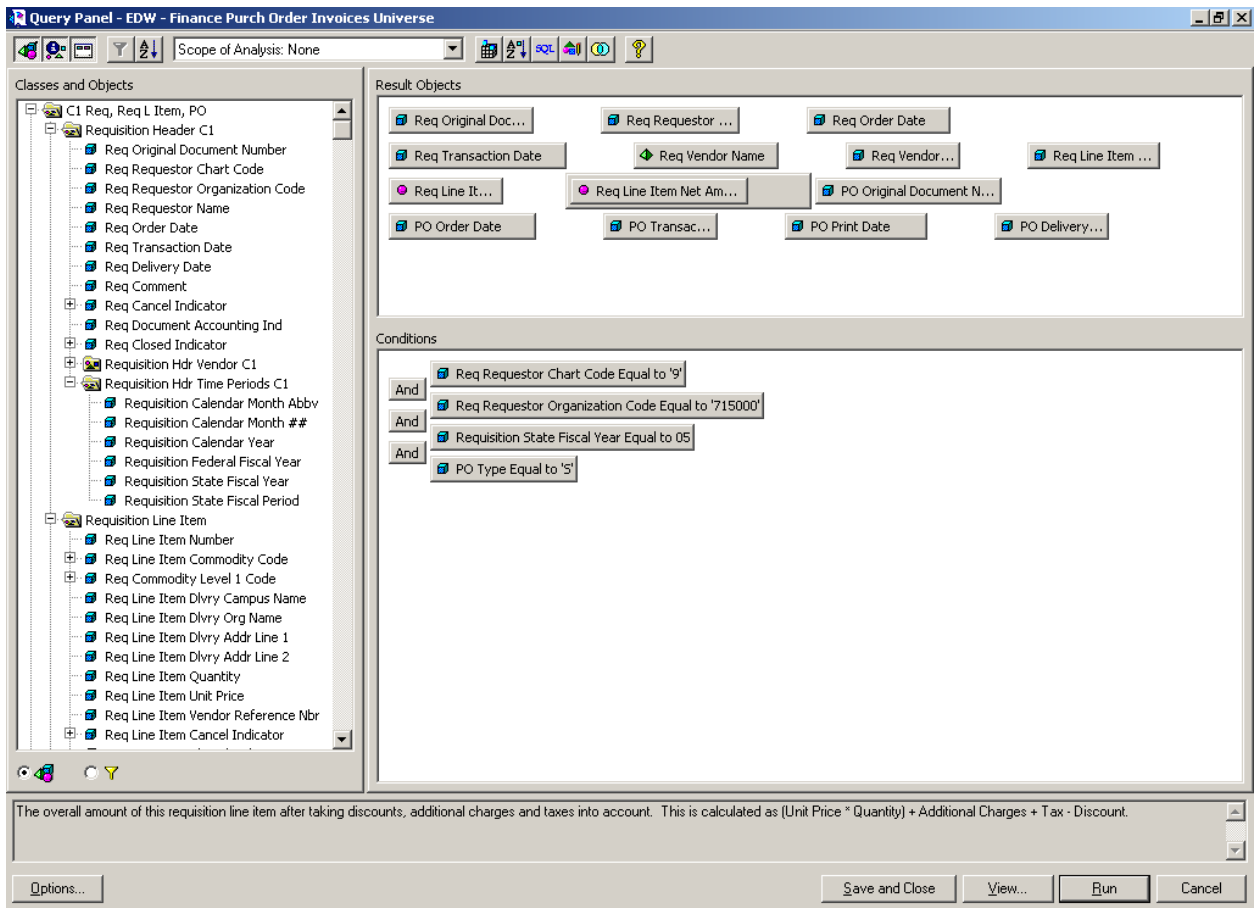 Query Panel - EDW - Finance Purch Order Invoices Universe
Scope of Analysis: None
SQL
Classes and Objects
C1 Req, Req L Item, PO
Requisition Header C1
Req Original Document Number
Req Requestor Chart Code
Req Requestor Organization Code
Req Requestor Name
Req Order Date
Req Transaction Date
Req Delivery Date
Req Comment
Req Cancel Indicator
Req Document Accounting Ind
Req Closed Indicator
Requisition Hdr Vendor C1
Requisition Hdr Time Periods C1
Requisition Calendar Month Abbv
Requisition Calendar Month ##
Requisition Calendar Year
Requisition Federal Fiscal Year
Requisition State Fiscal Year
Requisition State Fiscal Period
Requisition Line Item
Req Line Item Number
Req Line Item Commodity Code
Req Commodity Level 1 Code
Req Line Item Dlvry Campus Name
Req Line Item Dlvry Org Name
Req Line Item Dlvry Addr Line 1
Req Line Item Dlvry Addr Line 2
Req Line Item Quantity
Req Line Item Unit Price
Req Line Item Vendor Reference Nbr
Req Line Item Cancel Indicator
Result Objects
Req Original Doc... Req Requestor ... Req Order Date
Req Transaction Date Req Vendor Name Req Vendor... Req Line Item ...
Req Line It... Req Line Item Net Am... PO Original Document N...
PO Order Date PO Transac... PO Print Date PO Delivery...
Conditions
Req Requestor Chart Code Equal to '9'
And
Req Requestor Organization Code Equal to '715000'
And
Requisition State Fiscal Year Equal to 05
And
PO Type Equal to 'S'
The overall amount of this requisition line item after taking discounts, additional charges and taxes into account. This is calculated as (Unit Price * Quantity) + Additional Charges + Tax - Discount.
Options... Save and Close View... Run Cancel